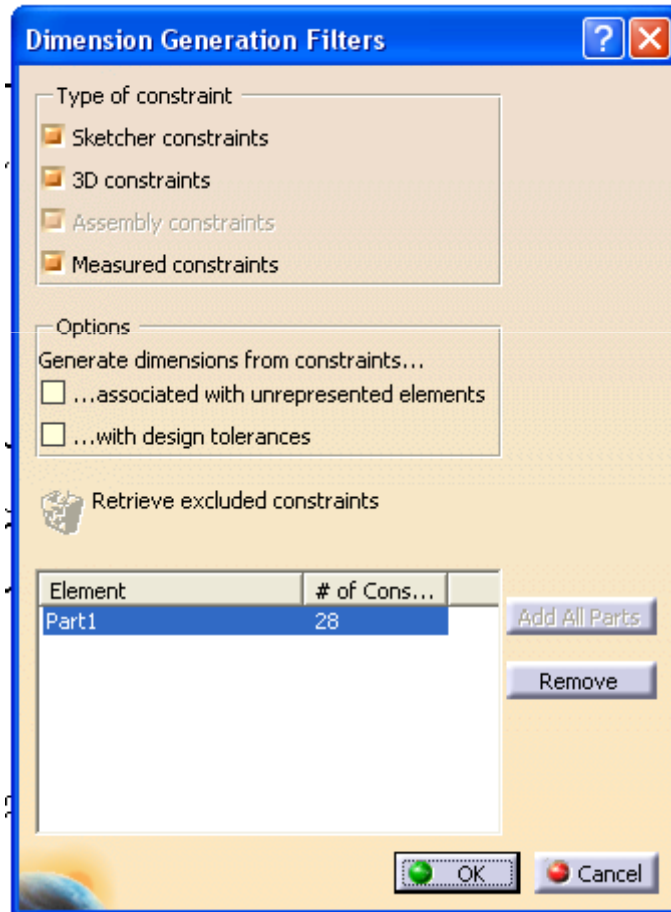 Dimension Generation Filters
Type of constraint
Sketcher constraints
3D constraints
Assembly constraints
Measured constraints
Options
Generate dimensions from constraints...
...associated with unrepresented elements
...with design tolerances
Retrieve excluded constraints
Element # of Cons...
Part1 28
Add All Parts
Remove
OK Cancel